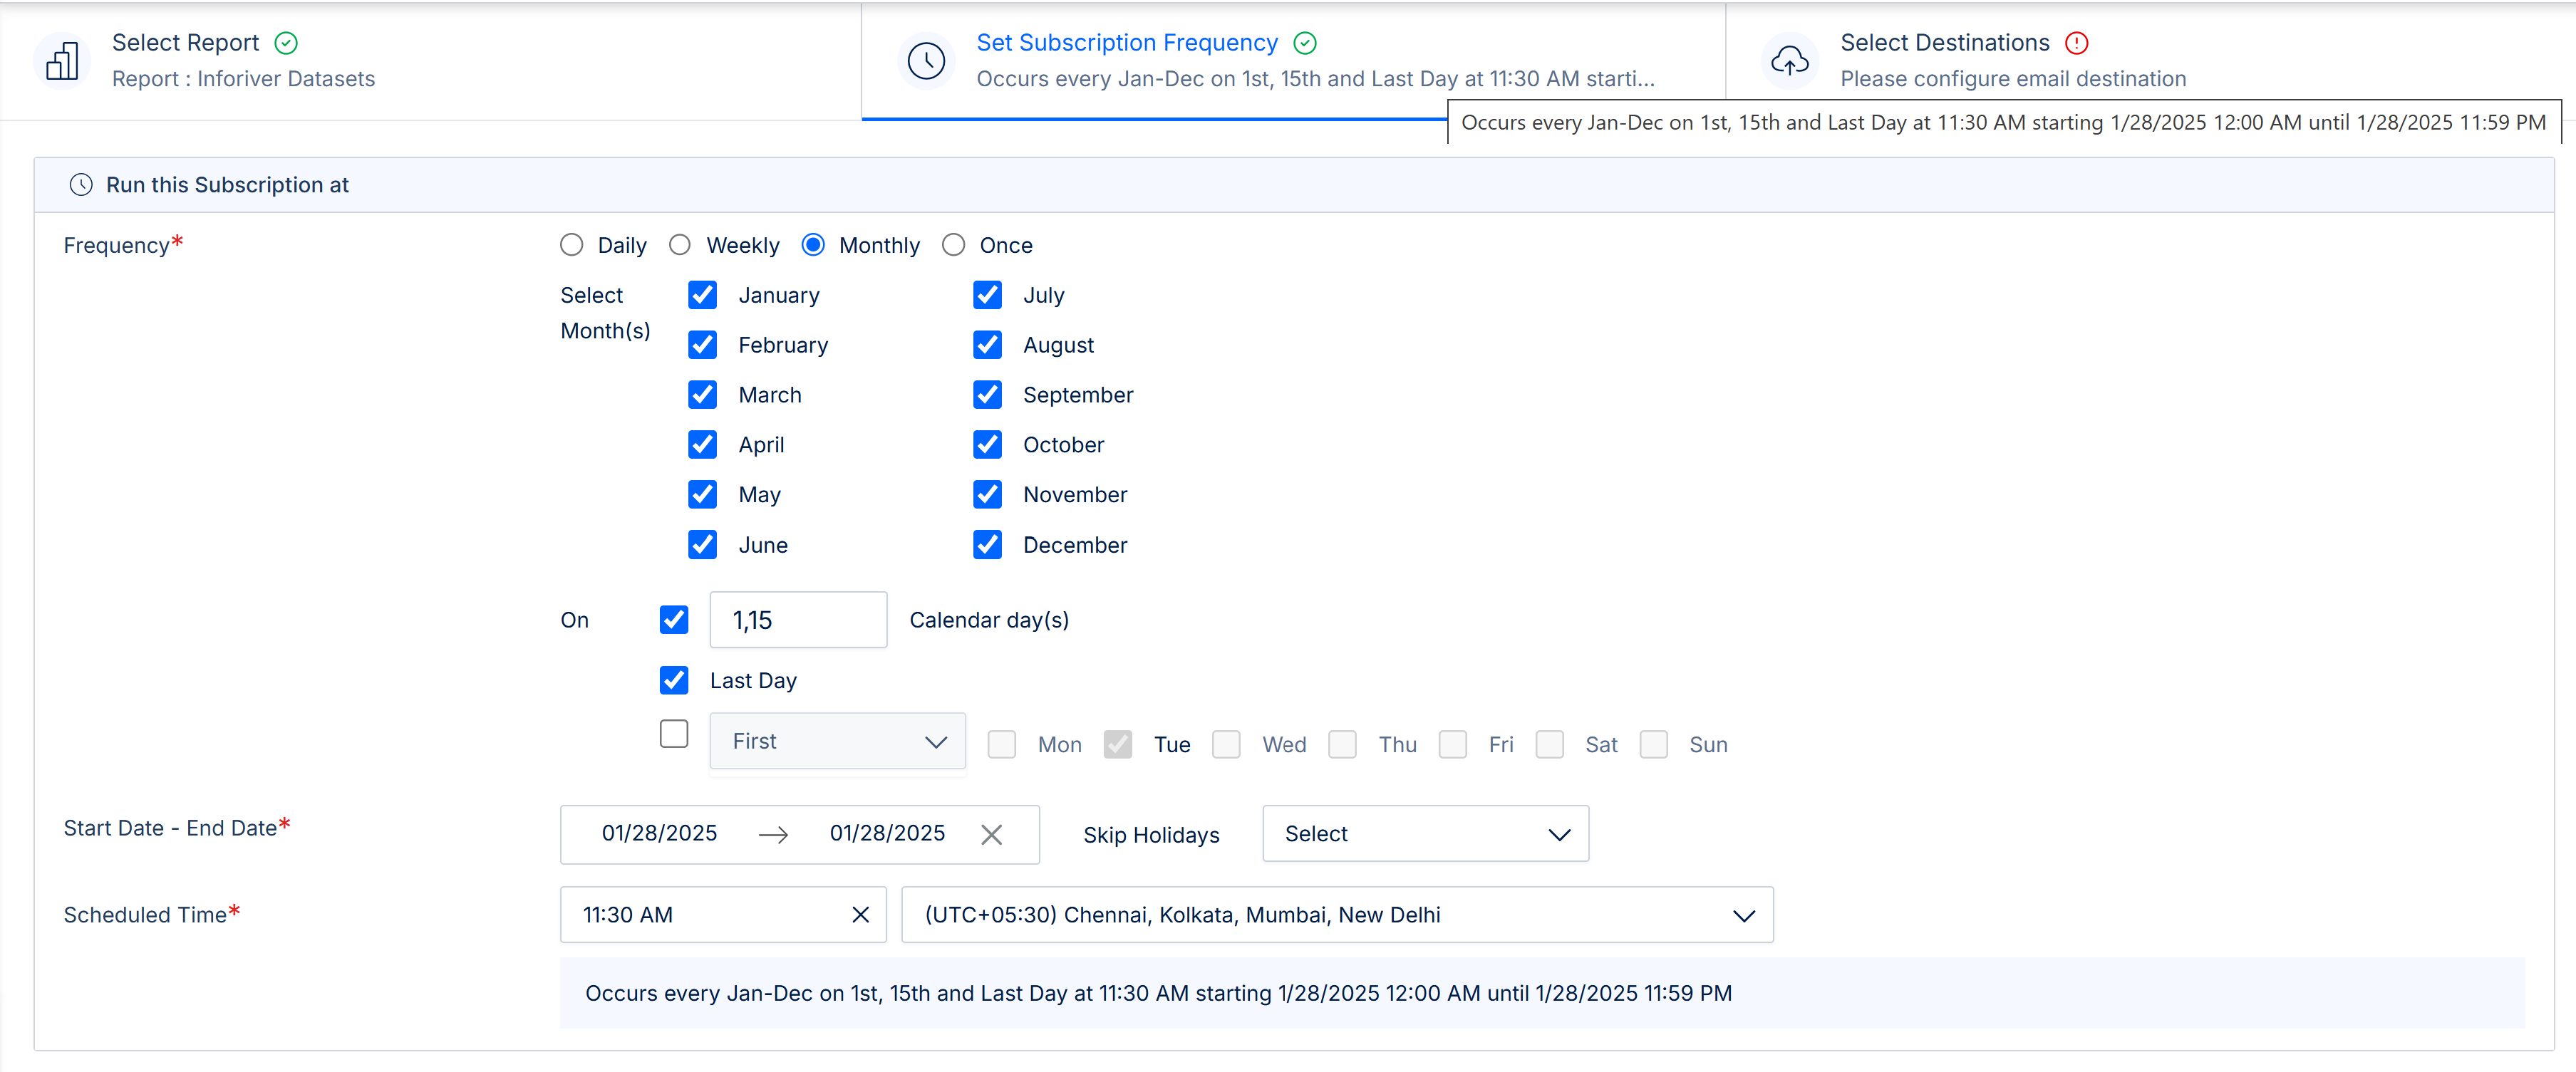 Select Report
Report : Inforiver Datasets
Set Subscription Frequency
Occurs every Jan-Dec on 1st, 15th and Last Day at 11:30 AM starti...
Select Destinations
Please configure email destination
Occurs every Jan-Dec on 1st, 15th and Last Day at 11:30 AM starting 1/28/2025 12:00 AM until 1/28/2025 11:59 PM
Run this Subscription at
Frequency* Daily Weekly Monthly Once
Select Month(s)
January July
February August
March September
April October
May November
June December
On 1,15 Calendar day(s)
Last Day
First Mon Tue Wed Thu Fri Sat Sun
Start Date - End Date* 01/28/2025 → 01/28/2025 Skip Holidays Select
Scheduled Time* 11:30 AM (UTC+05:30) Chennai, Kolkata, Mumbai, New Delhi
Occurs every Jan-Dec on 1st, 15th and Last Day at 11:30 AM starting 1/28/2025 12:00 AM until 1/28/2025 11:59 PM